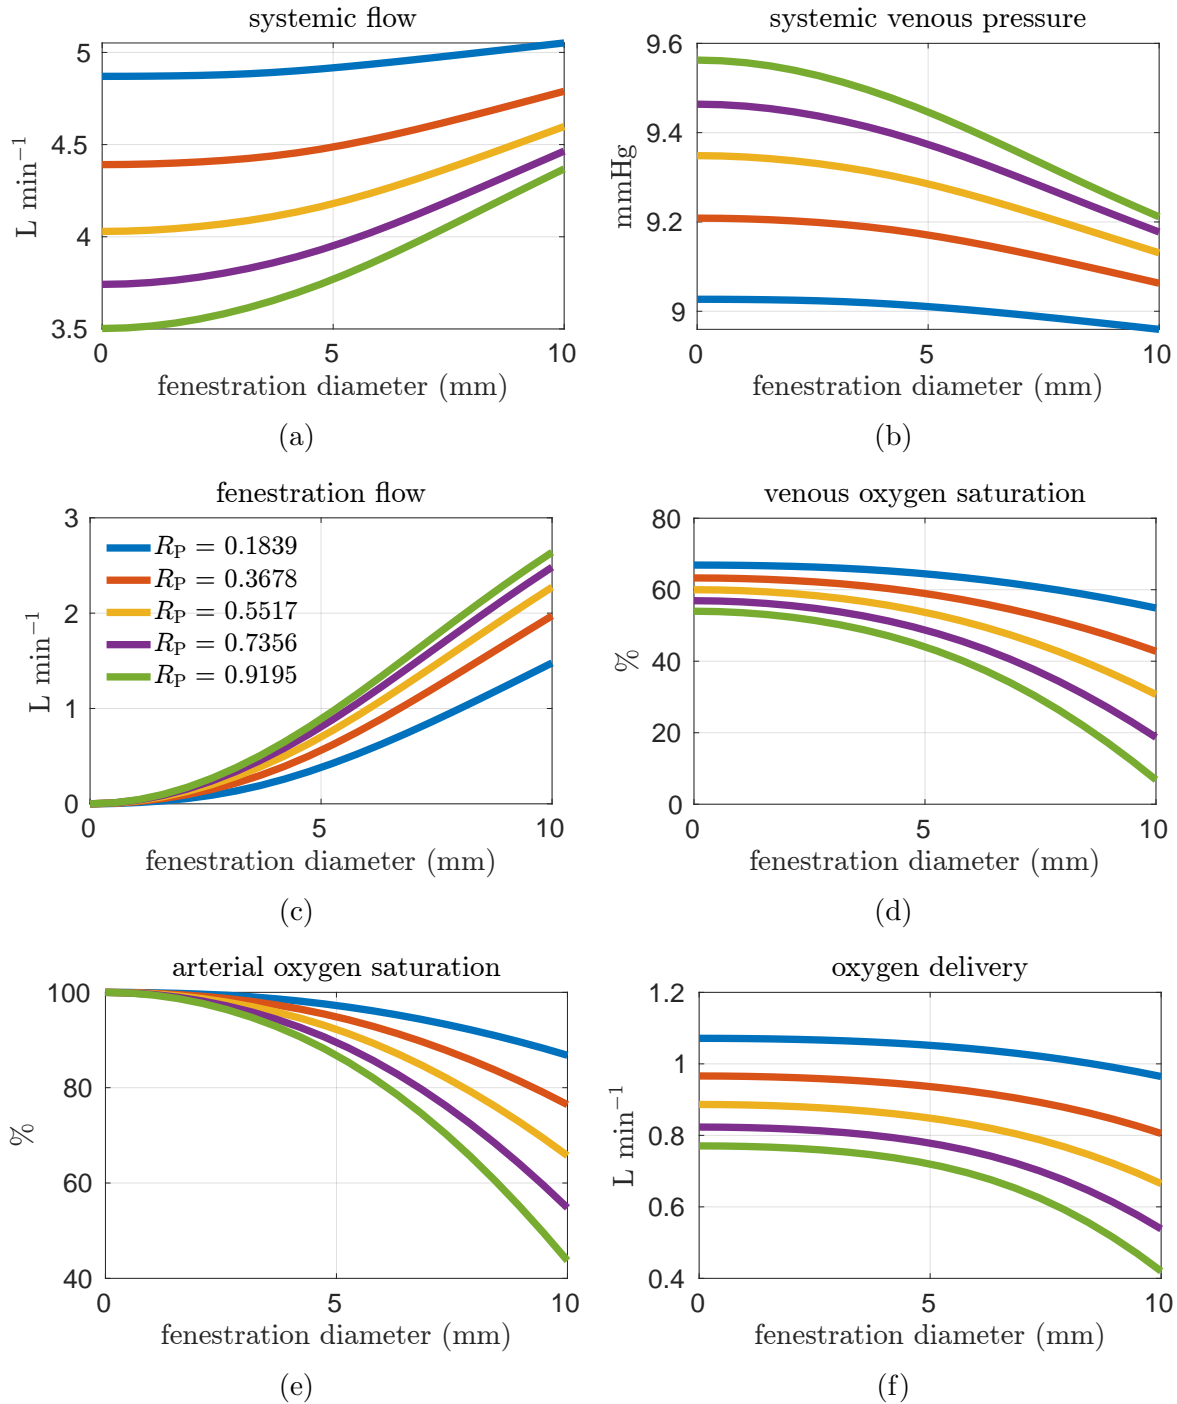 systemic flow
5
4.5
4
3.5
L min⁻¹
0 5 10
fenestration diameter (mm)
(a)
systemic venous pressure
9.6
9.4
9.2
9
mmHg
0 5 10
fenestration diameter (mm)
(b)
fenestration flow
3
2
1
0
L min⁻¹
R_P = 0.1839
R_P = 0.3678
R_P = 0.5517
R_P = 0.7356
R_P = 0.9195
0 5 10
fenestration diameter (mm)
(c)
venous oxygen saturation
80
60
40
20
0
%
0 5 10
fenestration diameter (mm)
(d)
arterial oxygen saturation
100
80
60
40
%
0 5 10
fenestration diameter (mm)
(e)
oxygen delivery
1.2
1
0.8
0.6
0.4
L min⁻¹
0 5 10
fenestration diameter (mm)
(f)